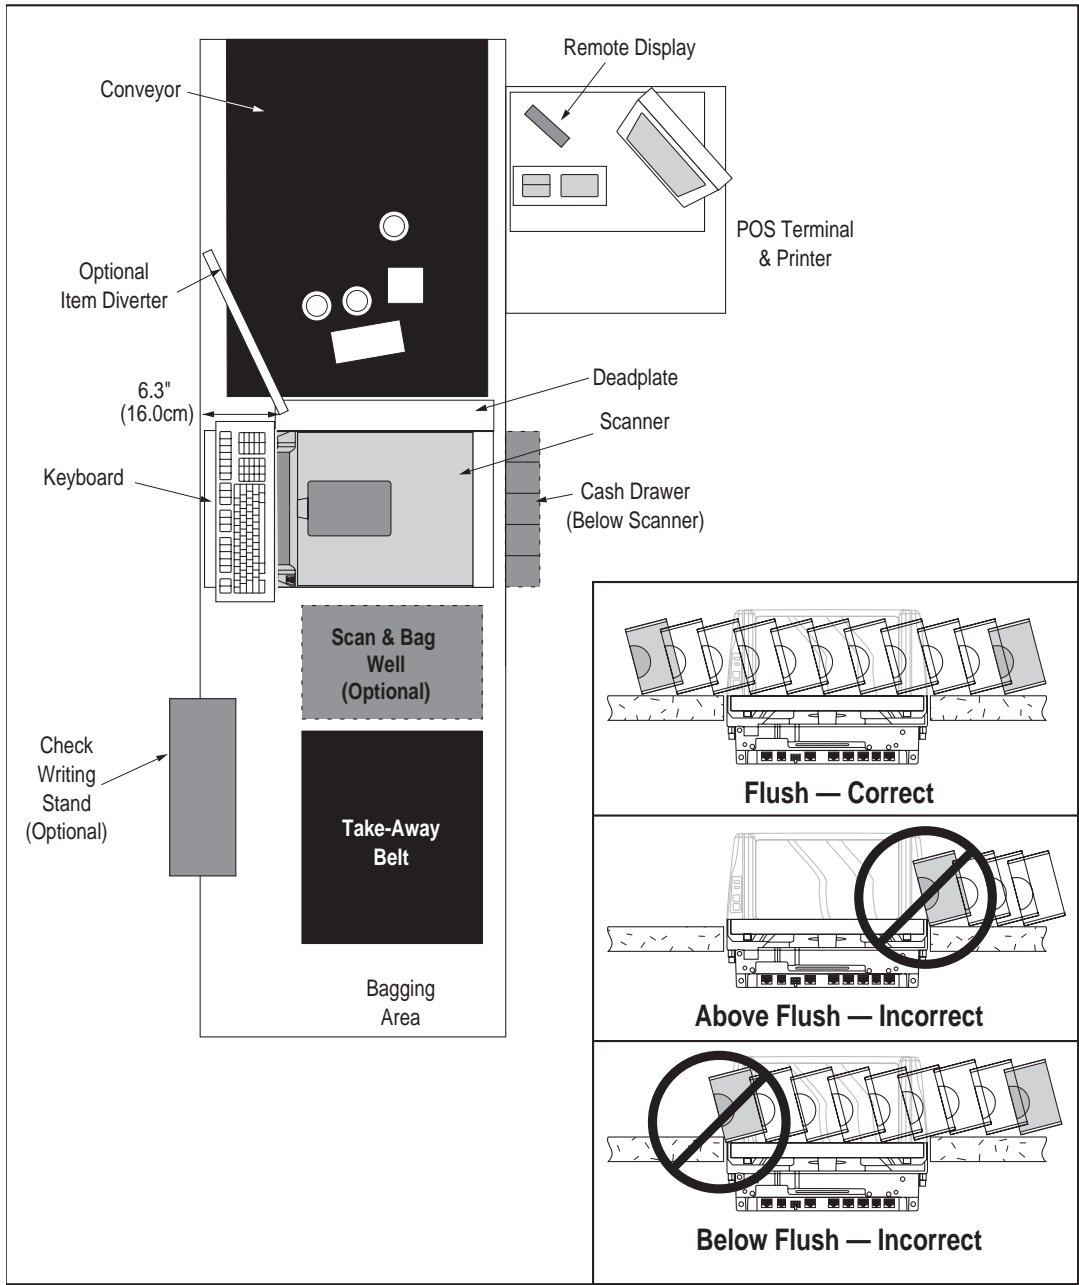 Remote Display
Conveyor
POS Terminal
& Printer
Optional
Item Diverter
6.3"
(16.0cm)
Deadplate
Scanner
Keyboard
Cash Drawer
(Below Scanner)
Scan & Bag
Well
(Optional)
Check
Writing
Stand
(Optional)
Take-Away
Belt
Bagging
Area
Flush — Correct
Above Flush — Incorrect
Below Flush — Incorrect